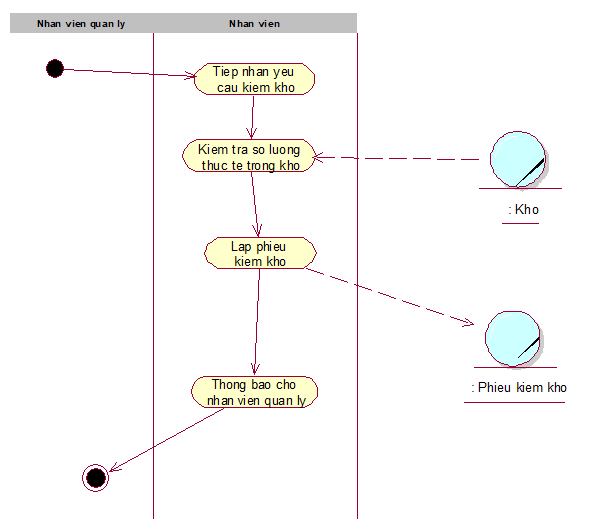 Nhan vien quan ly
Nhan vien
Tiep nhan yeu
cau kiem kho
Kiem tra so luong
thuc te trong kho
: Kho
Lap phieu
kiem kho
: Phieu kiem kho
Thong bao cho
nhan vien quan ly